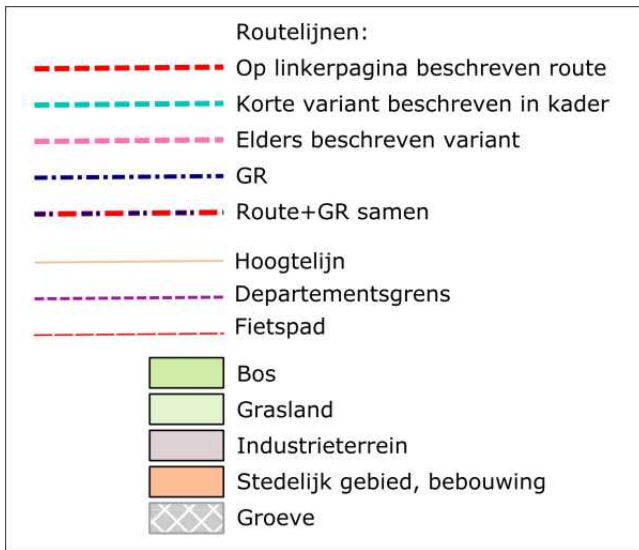 Routelijnen:
Op linkerpagina beschreven route
Korte variant beschreven in kader
Elders beschreven variant
GR
Route+GR samen
Hoogtelijn
Departementsgrens
Fietspad
Bos
Grasland
Industrieterrein
Stedelijk gebied, bebouwing
Groeve